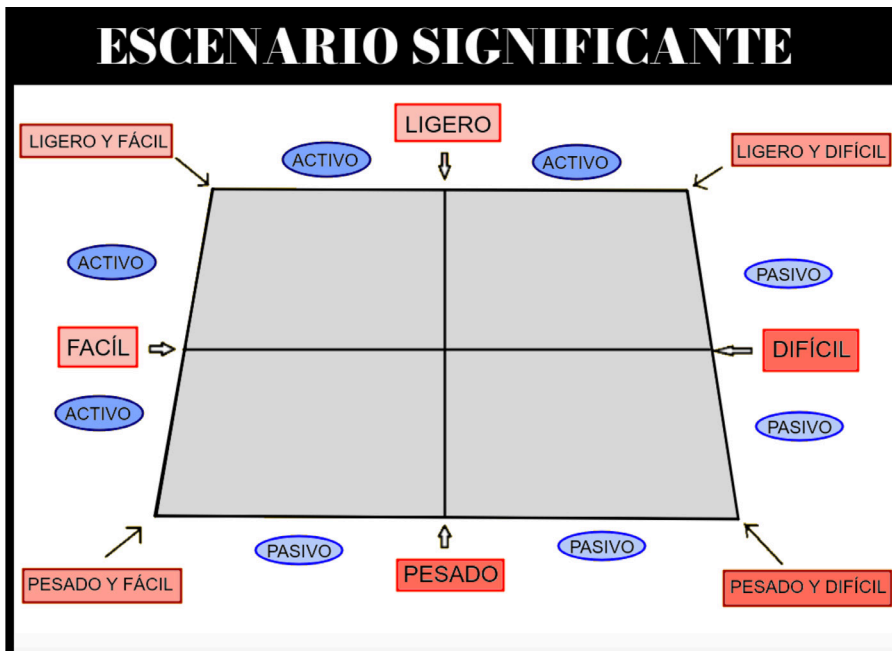 ESCENARIO SIGNIFICANTE
LIGERO
LIGERO Y FÁCIL
ACTIVO
ACTIVO
LIGERO Y DIFÍCIL
ACTIVO
PASIVO
FACÍL
DIFÍCIL
ACTIVO
PASIVO
PASIVO
PASIVO
PESADO Y FÁCIL
PESADO
PESADO Y DIFÍCIL